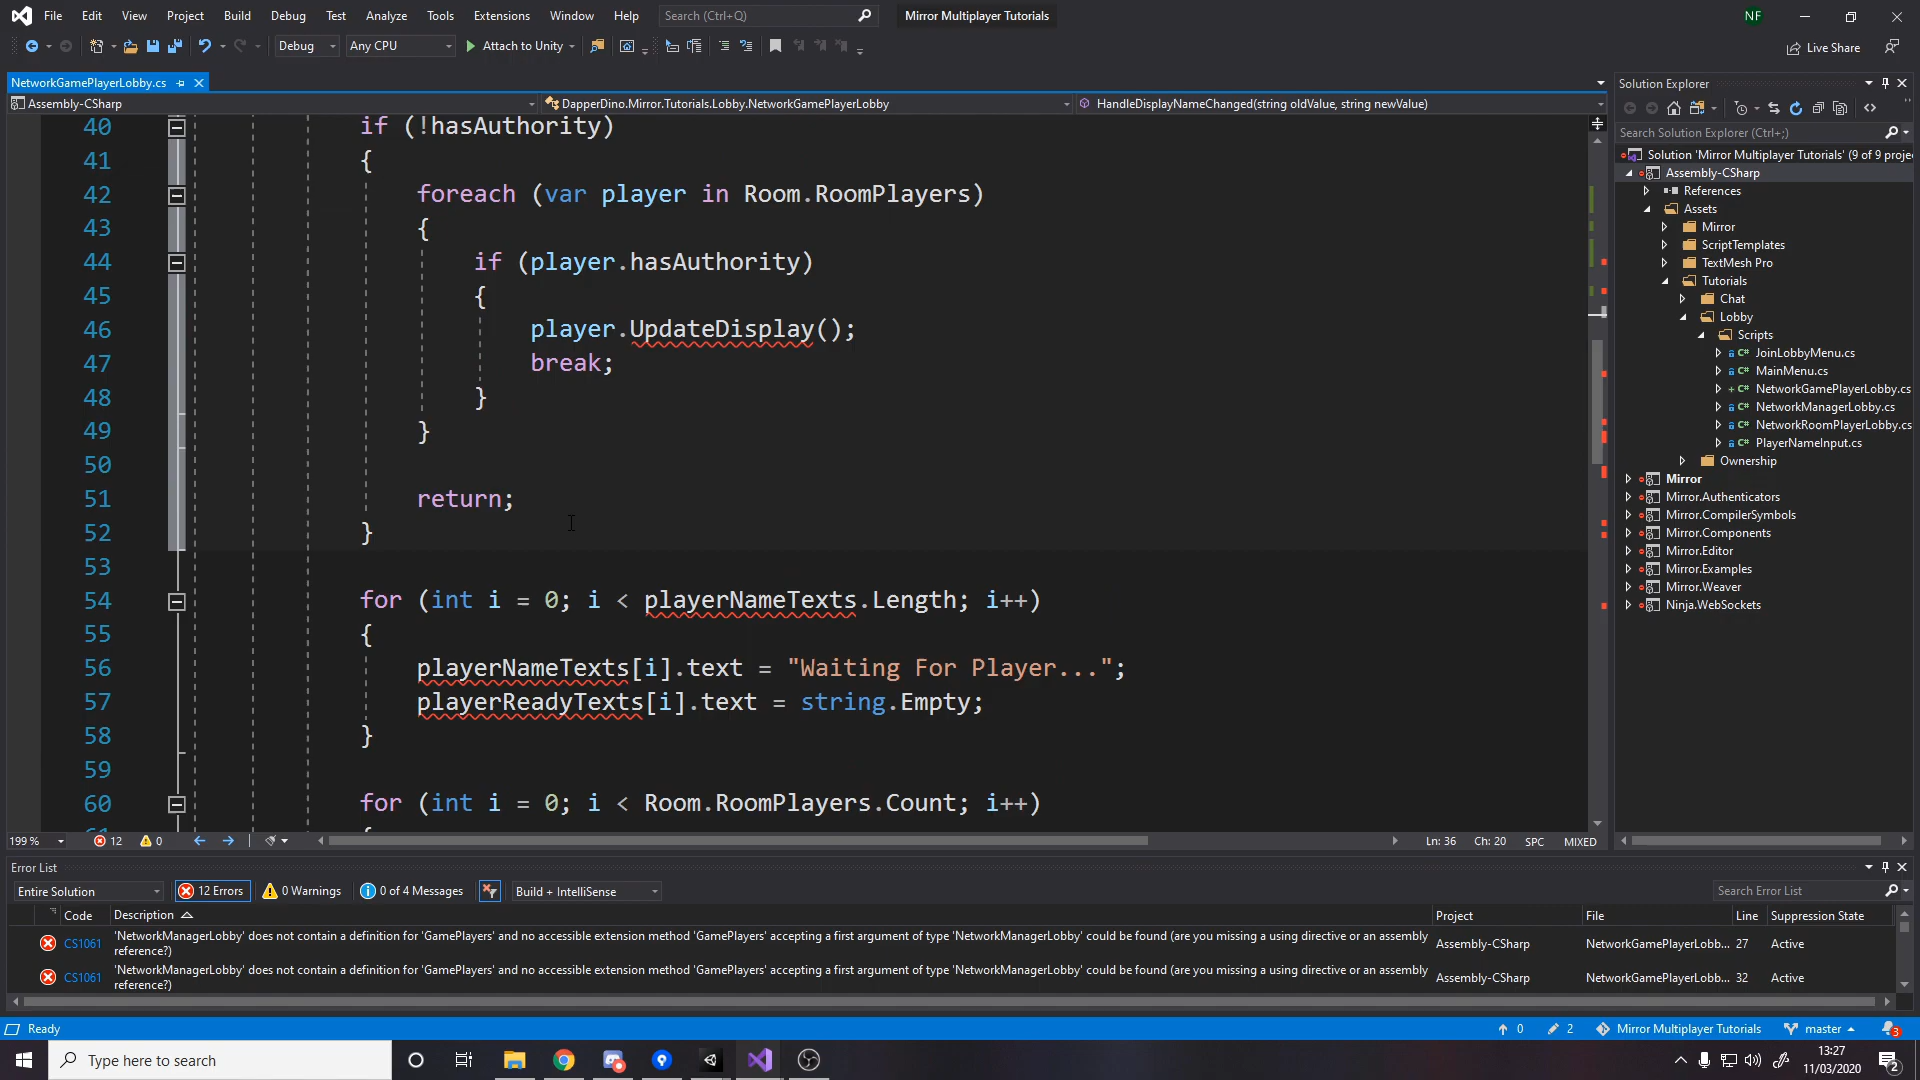 File Edit View Project Build Debug Test Analyze Tools Extensions Window Help Search (Ctrl+Q) Mirror Multiplayer Tutorials NF
Debug Any CPU Attach to Unity Live Share
NetworkGamePlayerLobby.cs
Assembly-CSharp DapperDino.Mirror.Tutorials.Lobby.NetworkGamePlayerLobby HandleDisplayNameChanged(string oldValue, string newValue)
40 if (!hasAuthority)
41 {
42 foreach (var player in Room.RoomPlayers)
43 {
44 if (player.hasAuthority)
45 {
46 player.UpdateDisplay();
47 break;
48 }
49 }
50
51 return;
52 }
53
54 for (int i = 0; i < playerNameTexts.Length; i++)
55 {
56 playerNameTexts[i].text = "Waiting For Player...";
57 playerReadyTexts[i].text = string.Empty;
58 }
59
60 for (int i = 0; i < Room.RoomPlayers.Count; i++)
199 % 12 0 Ln: 36 Ch: 20 SPC MIXED
Solution Explorer
Search Solution Explorer (Ctrl+;)
Solution 'Mirror Multiplayer Tutorials' (9 of 9 proje
Assembly-CSharp
References
Assets
Mirror
ScriptTemplates
TextMesh Pro
Tutorials
Chat
Lobby
Scripts
C# JoinLobbyMenu.cs
C# MainMenu.cs
C# NetworkGamePlayerLobby.cs
C# NetworkManagerLobby.cs
C# NetworkRoomPlayerLobby.cs
C# PlayerNameInput.cs
Ownership
Mirror
Mirror.Authenticators
Mirror.CompilerSymbols
Mirror.Components
Mirror.Editor
Mirror.Examples
Mirror.Weaver
Ninja.WebSockets
Error List
Entire Solution 12 Errors 0 Warnings 0 of 4 Messages Build + IntelliSense Search Error List
Code Description Project File Line Suppression State
CS1061 'NetworkManagerLobby' does not contain a definition for 'GamePlayers' and no accessible extension method 'GamePlayers' accepting a first argument of type 'NetworkManagerLobby' could be found (are you missing a using directive or an assembly
reference?) Assembly-CSharp NetworkGamePlayerLobb... 27 Active
CS1061 'NetworkManagerLobby' does not contain a definition for 'GamePlayers' and no accessible extension method 'GamePlayers' accepting a first argument of type 'NetworkManagerLobby' could be found (are you missing a using directive or an assembly
reference?) Assembly-CSharp NetworkGamePlayerLobb... 32 Active
Ready 0 2 Mirror Multiplayer Tutorials master 3
Type here to search 13:27
11/03/2020 2